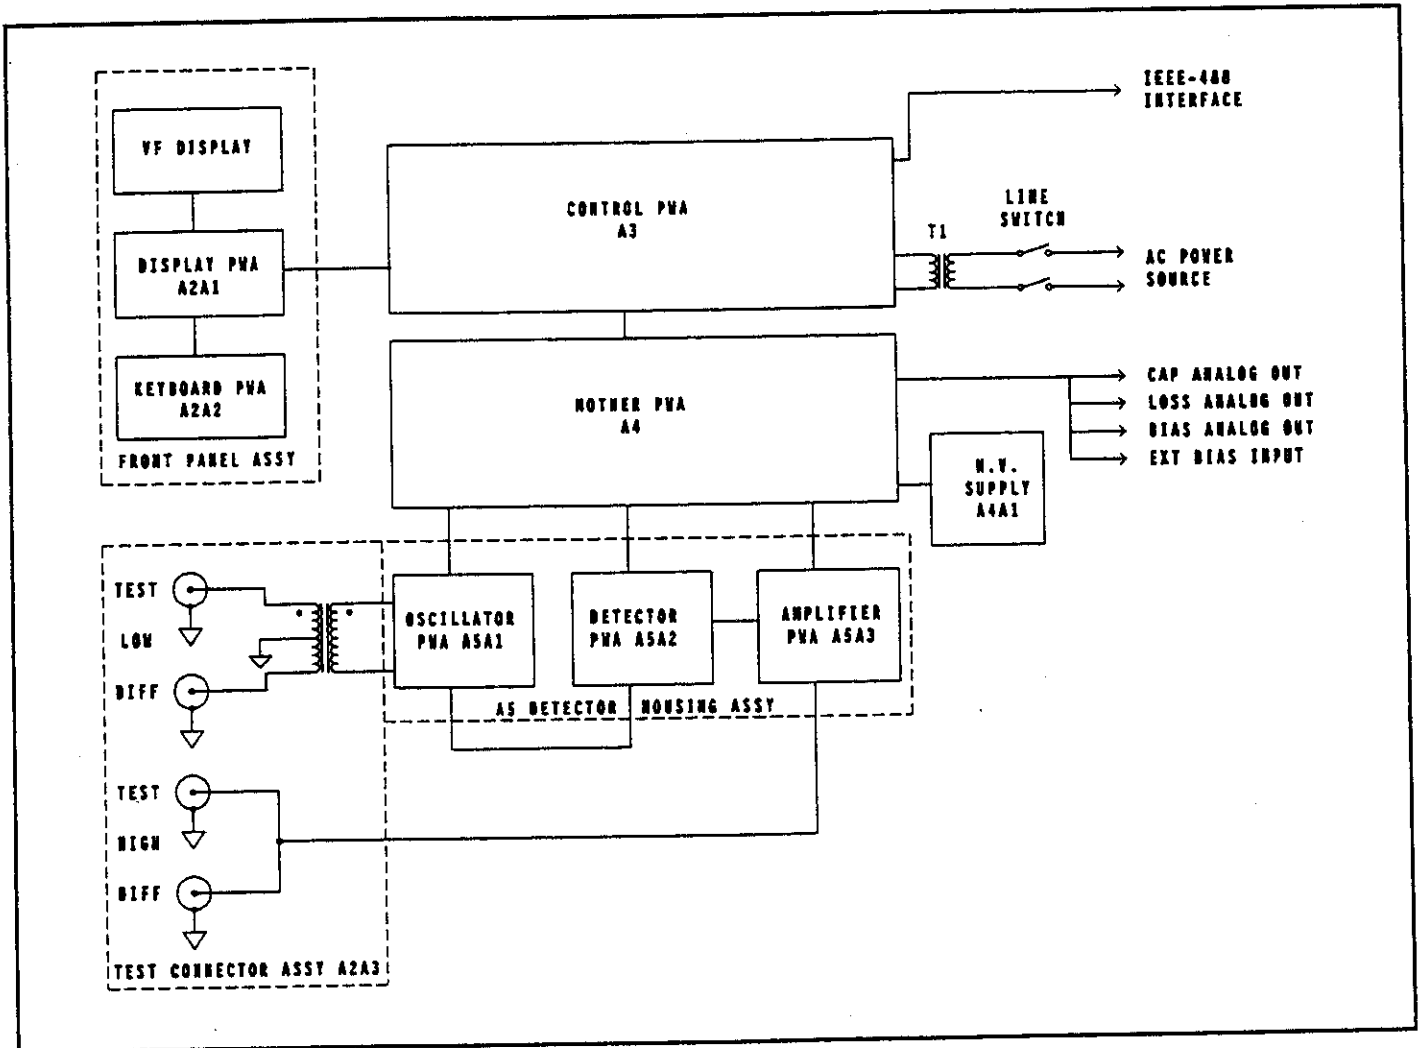 IEEE-488
INTERFACE
VF DISPLAY
CONTROL PWA
A3
LINE
SWITCH
T1
DISPLAY PWA
A2A1
AC POWER
SOURCE
KEYBOARD PWA
A2A2
FRONT PANEL ASSY
MOTHER PWA
A4
CAP ANALOG OUT
LOSS ANALOG OUT
BIAS ANALOG OUT
EXT BIAS INPUT
H.V.
SUPPLY
A4A1
TEST
LOW
DIFF
OSCILLATOR
PWA A5A1
DETECTOR
PWA A5A2
AMPLIFIER
PWA A5A3
A5 DETECTOR HOUSING ASSY
TEST
HIGH
DIFF
TEST CONNECTOR ASSY A2A3